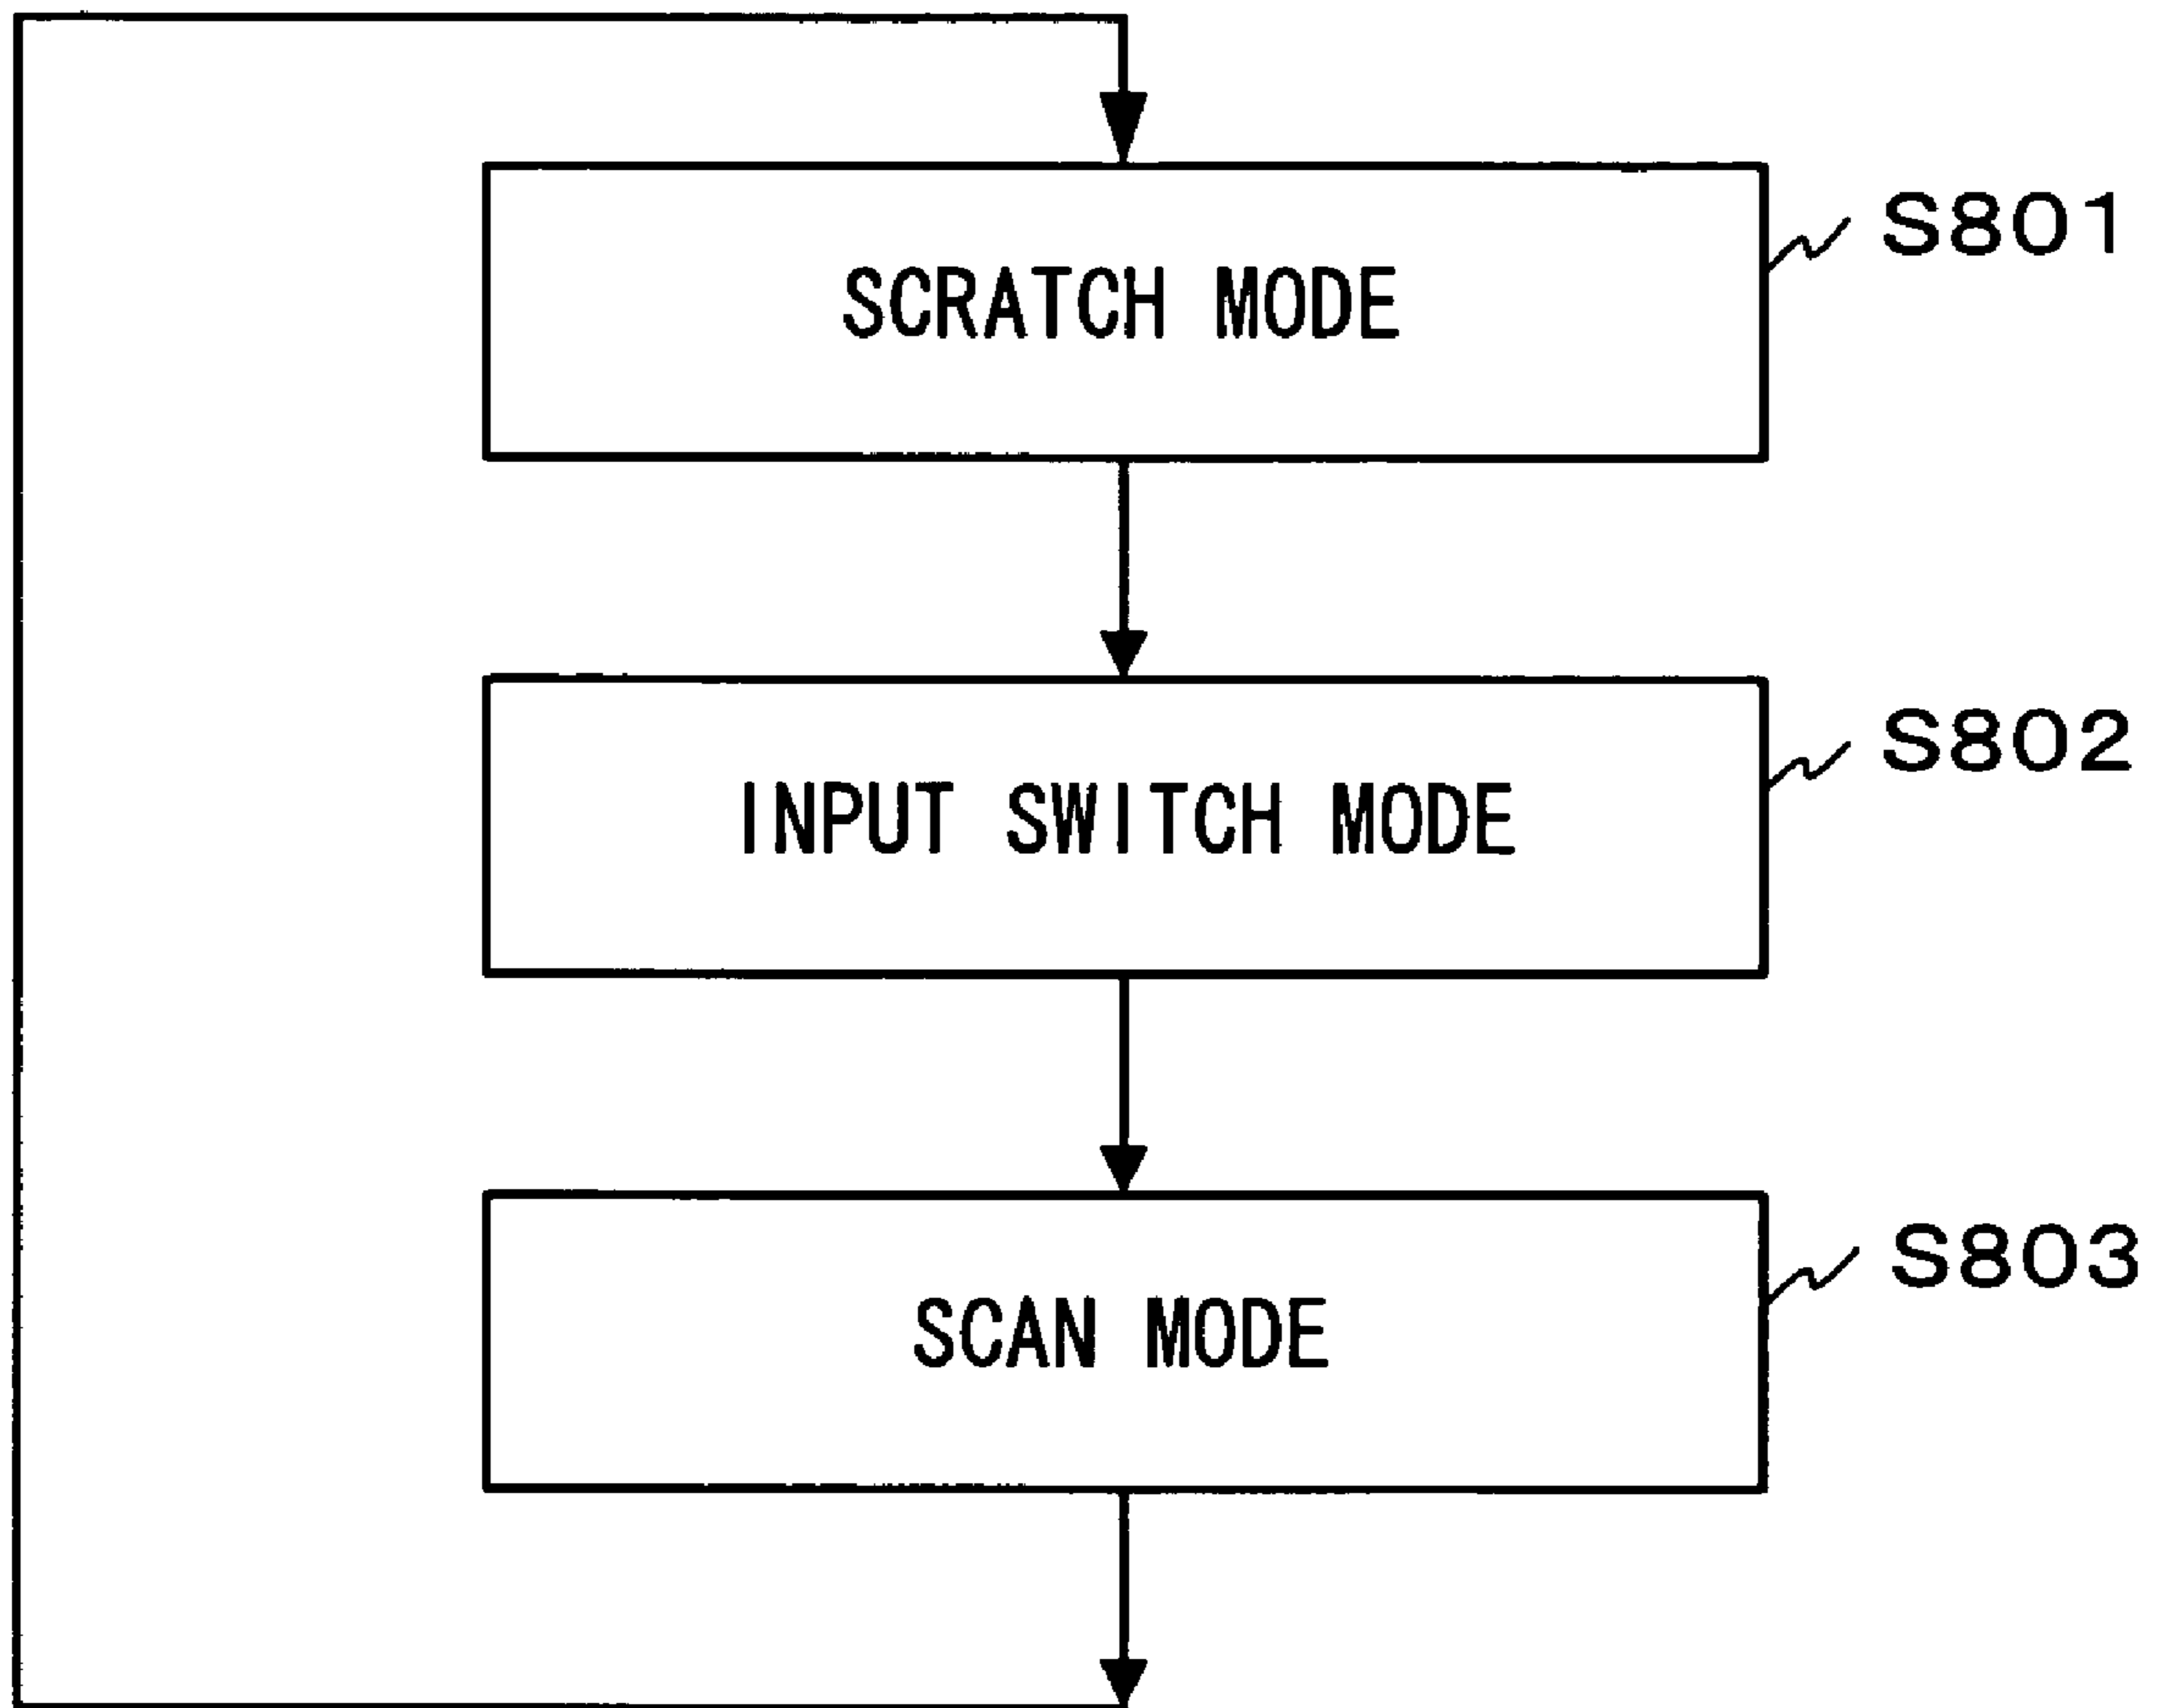 SCRATCH MODE
S801
INPUT SWITCH MODE
S802
SCAN MODE
S803